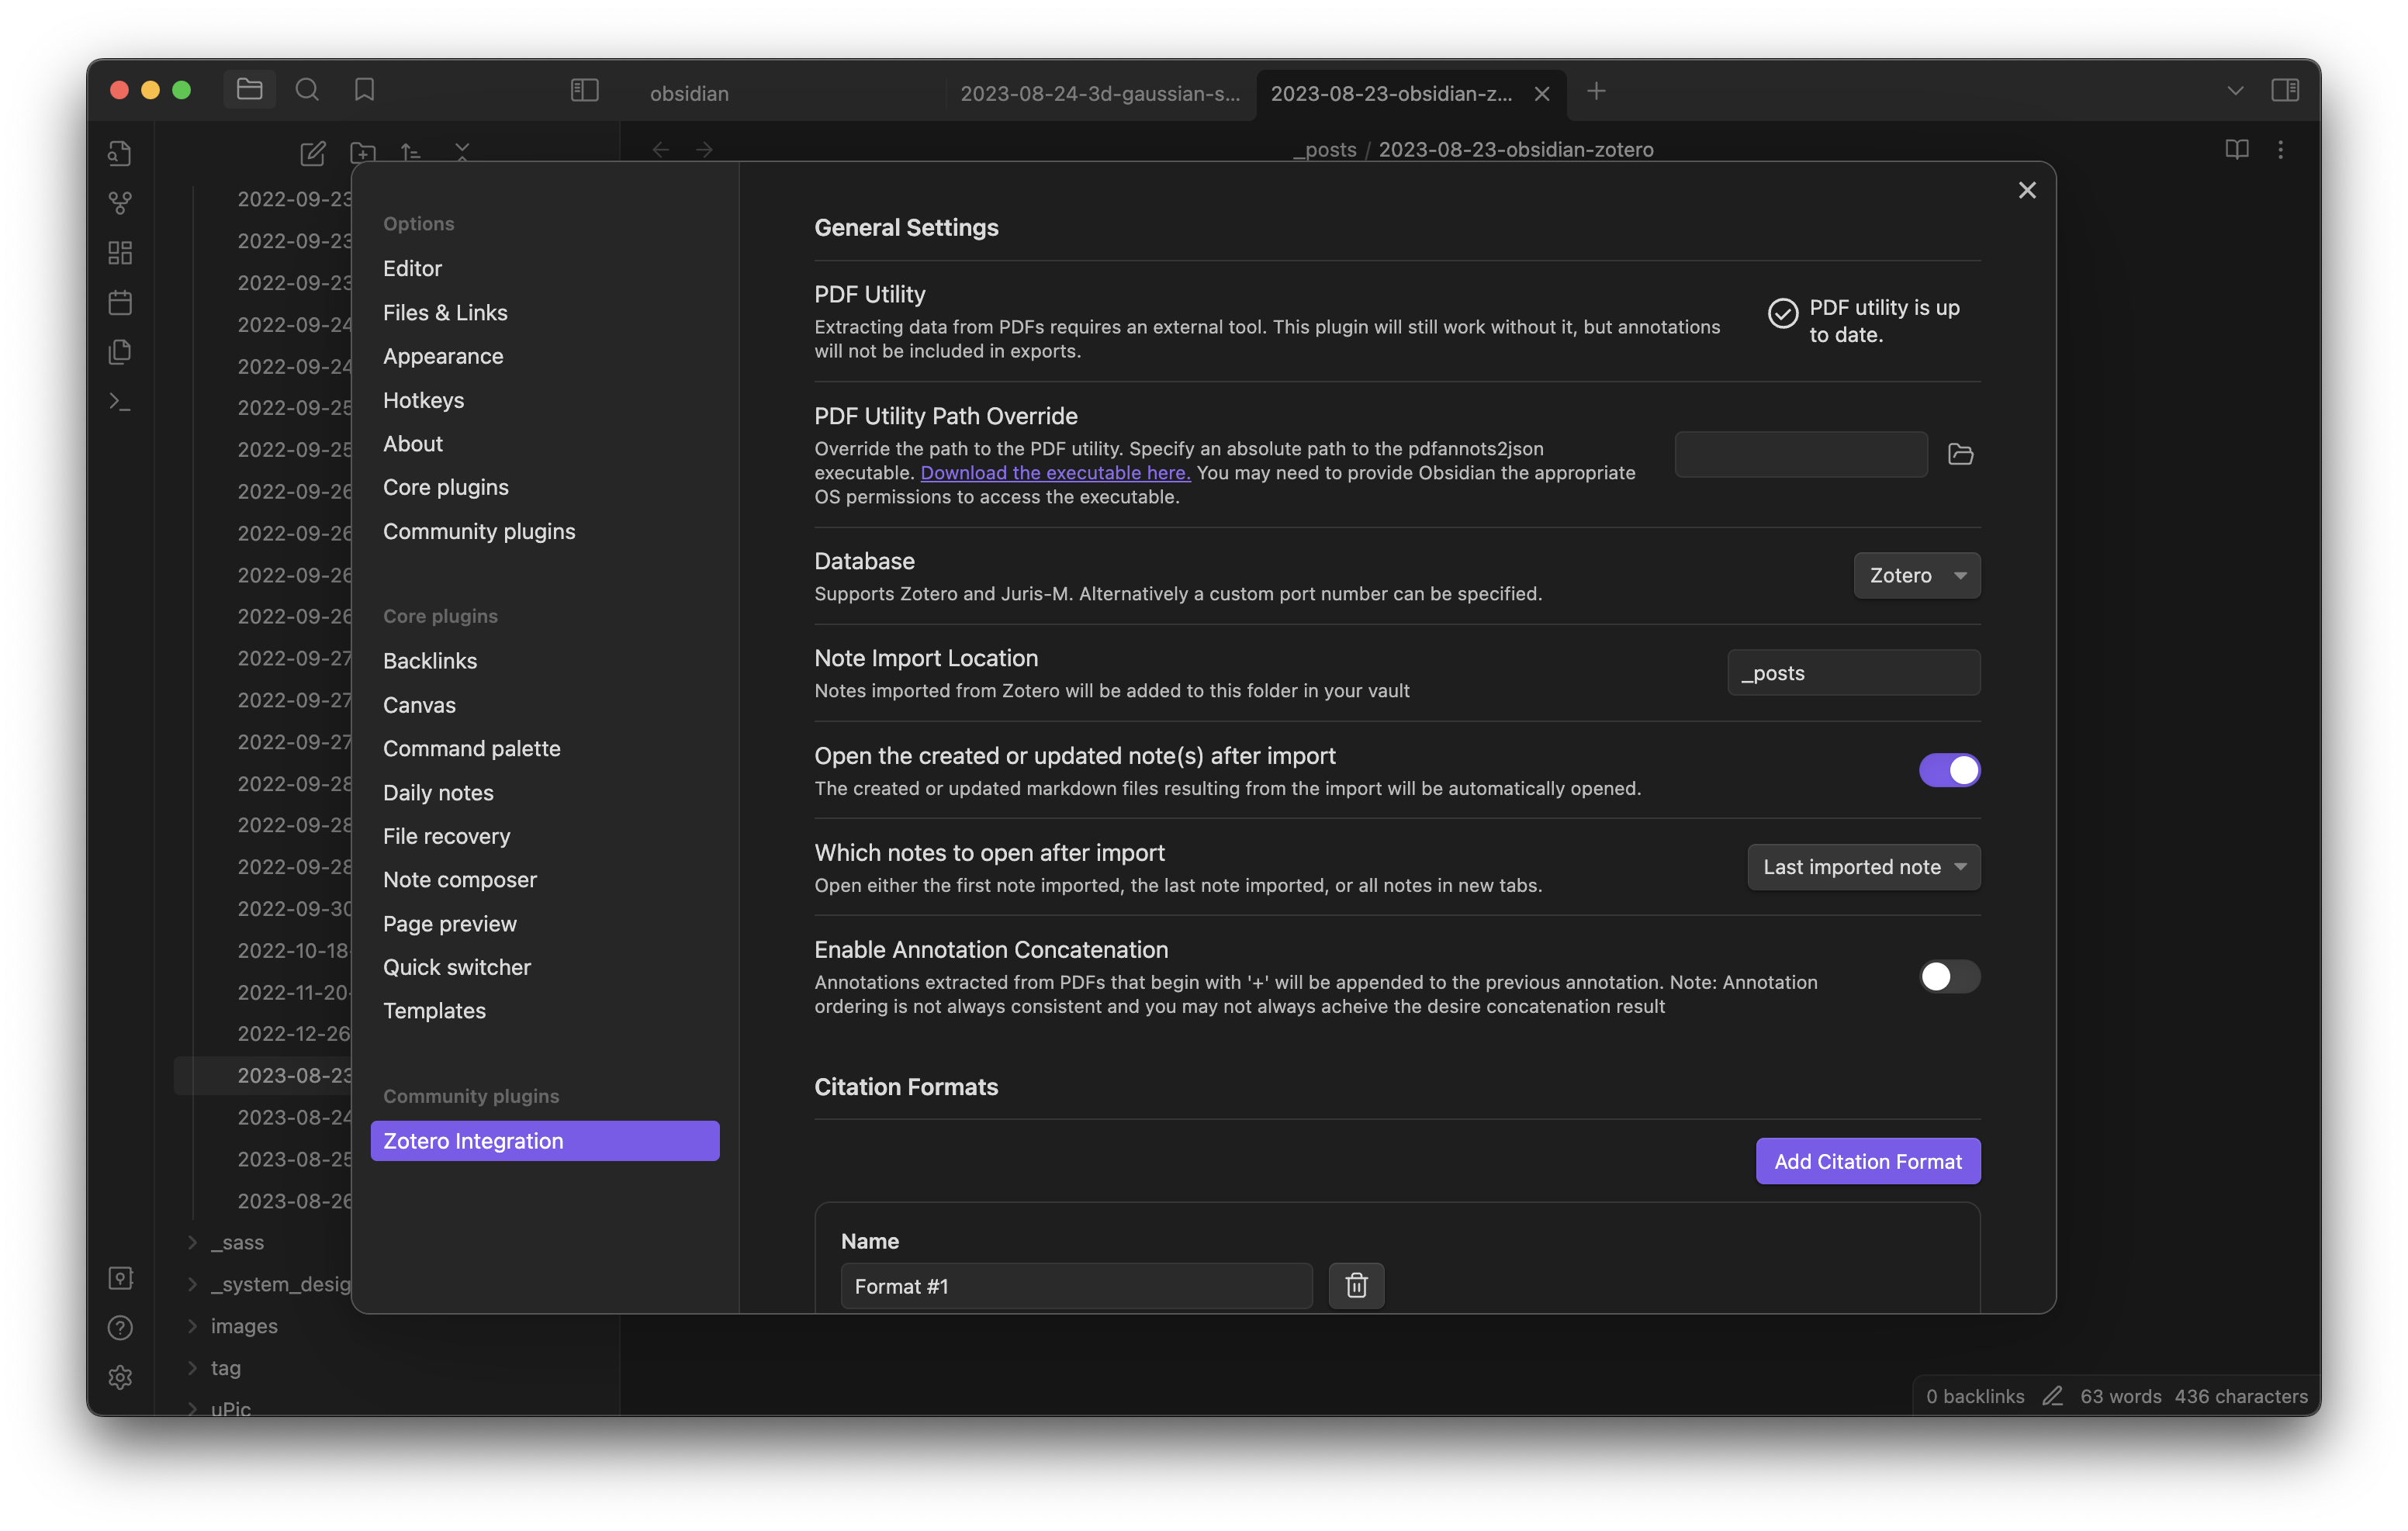 obsidian
2023-08-24-3d-gaussian-s...
2023-08-23-obsidian-z...
_posts / 2023-08-23-obsidian-zotero
2022-09-23
2022-09-23
2022-09-23
2022-09-24
2022-09-24
2022-09-25
2022-09-25
2022-09-26
2022-09-26
2022-09-26
2022-09-26
2022-09-27
2022-09-27
2022-09-27
2022-09-28
2022-09-28
2022-09-28
2022-09-30
2022-10-18-
2022-11-20-
2022-12-26
2023-08-23
2023-08-24
2023-08-25
2023-08-26
_sass
_system_desig
images
tag
uPic
Options
Editor
Files & Links
Appearance
Hotkeys
About
Core plugins
Community plugins
Core plugins
Backlinks
Canvas
Command palette
Daily notes
File recovery
Note composer
Page preview
Quick switcher
Templates
Community plugins
Zotero Integration
General Settings
PDF Utility
Extracting data from PDFs requires an external tool. This plugin will still work without it, but annotations
will not be included in exports.
PDF utility is up
to date.
PDF Utility Path Override
Override the path to the PDF utility. Specify an absolute path to the pdfannots2json
executable. Download the executable here. You may need to provide Obsidian the appropriate
OS permissions to access the executable.
Database
Supports Zotero and Juris-M. Alternatively a custom port number can be specified.
Zotero
Note Import Location
Notes imported from Zotero will be added to this folder in your vault
_posts
Open the created or updated note(s) after import
The created or updated markdown files resulting from the import will be automatically opened.
Which notes to open after import
Open either the first note imported, the last note imported, or all notes in new tabs.
Last imported note
Enable Annotation Concatenation
Annotations extracted from PDFs that begin with '+' will be appended to the previous annotation. Note: Annotation
ordering is not always consistent and you may not always acheive the desire concatenation result
Citation Formats
Add Citation Format
Name
Format #1
0 backlinks 63 words 436 characters